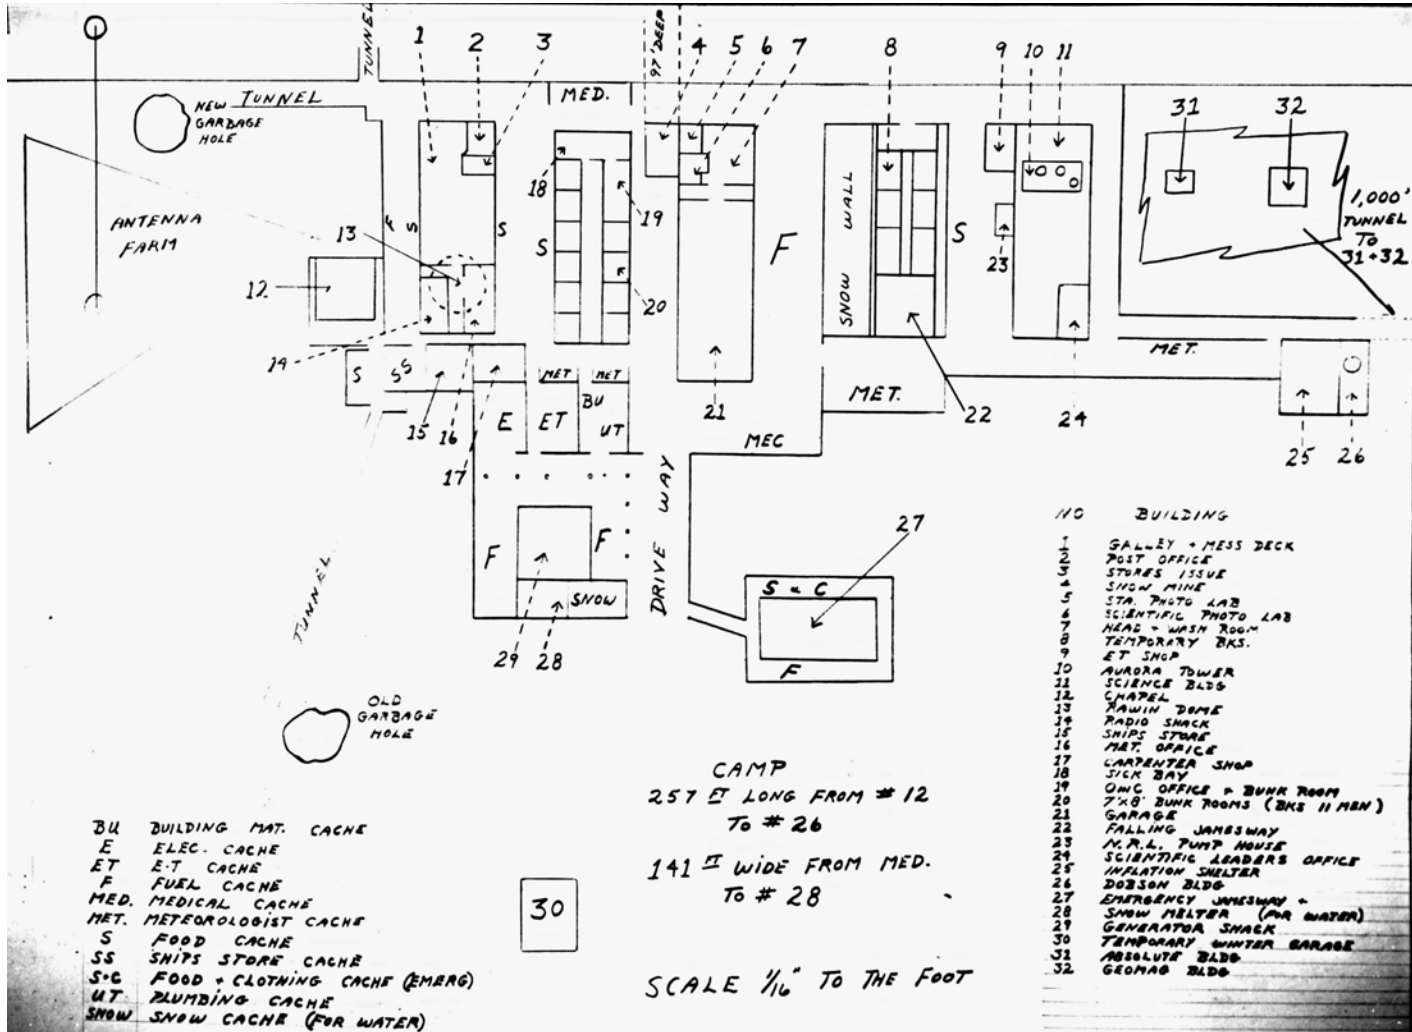 TUNNEL
1 2 3
97' DEEP
4 5 6 7 8 9 10 11
NEW
GARBAGE
HOLE
TUNNEL
MED.
31 32
1,000'
TUNNEL
TO
31 + 32
ANTENNA
FARM
F
S
S
13
12
14
18
S
19
20
F
SNOW WALL
S
23
S
SS
15
16
17
MET
MET
BU
E
ET
UT
21
MEC
MET.
22
24
MET.
25
26
F
F
SNOW
29
28
DRIVE WAY
27
S & C
F
TUNNEL
OLD
GARBAGE
HOLE
30
CAMP
257 FT LONG FROM # 12
TO # 26
141 FT WIDE FROM MED.
TO # 28
SCALE 1/16" TO THE FOOT
BU BUILDING MAT. CACHE
E ELEC. CACHE
ET E.T CACHE
F FUEL CACHE
MED. MEDICAL CACHE
MET. METEOROLOGIST CACHE
S FOOD CACHE
SS SHIPS STORE CACHE
S+C FOOD + CLOTHING CACHE (EMERG)
UT PLUMBING CACHE
SNOW SNOW CACHE (FOR WATER)
NO BUILDING
1 GALLEY + MESS DECK
2 POST OFFICE
3 STORES ISSUE
4 SNOW MINE
5 STA. PHOTO LAB
6 SCIENTIFIC PHOTO LAB
7 HEAD + WASH ROOM
8 TEMPORARY BKS.
9 ET SHOP
10 AURORA TOWER
11 SCIENCE BLDG
12 CHAPEL
13 RAWIN DOME
14 RADIO SHACK
15 SHIPS STORE
16 MET. OFFICE
17 CARPENTER SHOP
18 SICK BAY
19 OINC OFFICE & BUNK ROOM
20 7'x8' BUNK ROOMS (BKS 11 MEN)
21 GARAGE
22 FALLING JAMESWAY
23 N.R.L. PUMP HOUSE
24 SCIENTIFIC LEADERS OFFICE
25 INFLATION SHELTER
26 DOBSON BLDG
27 EMERGENCY JAMESWAY +
28 SNOW MELTER (FOR WATER)
29 GENERATOR SHACK
30 TEMPORARY WINTER GARAGE
31 ABSOLUTE BLDG
32 GEOMAG BLDG